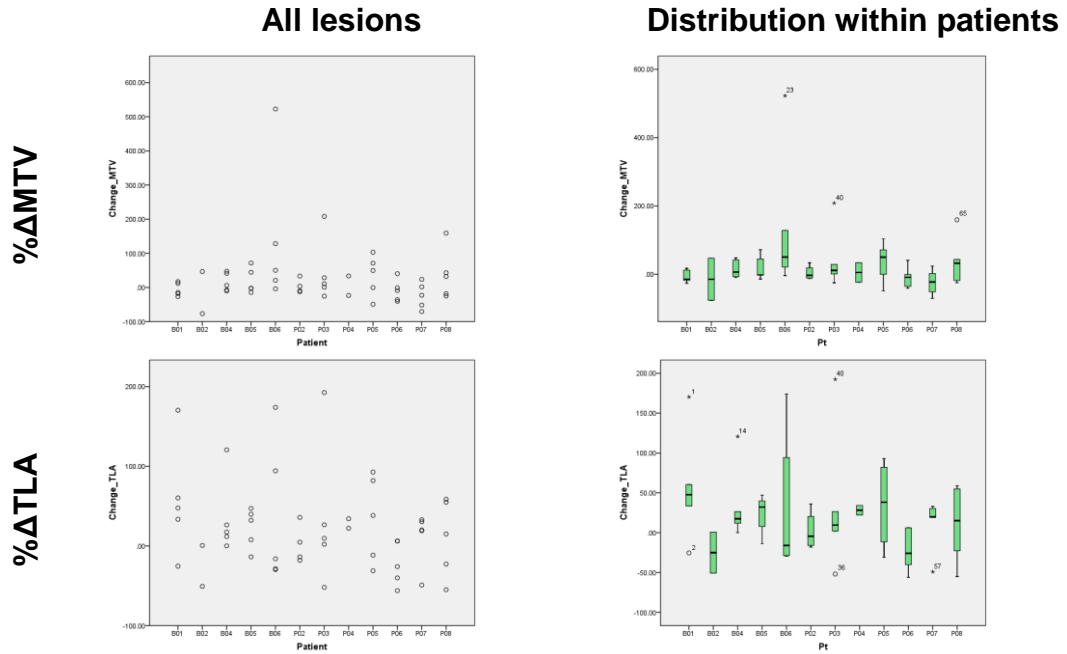 All lesions
Distribution within patients
%ΔMTV
Change_MTV
600.00
500.00
400.00
300.00
200.00
100.00
.00
-100.00
B01 B02 B04 B05 B06 P02 P03 P04 P05 P06 P07 P08
Patient
Change_MTV
600.00
400.00
200.00
.00
23
40
65
B01 B02 B04 B05 B06 P02 P03 P04 P05 P06 P07 P08
Pt
%ΔTLA
Change_TLA
200.00
100.00
.00
-100.00
B01 B02 B04 B05 B06 P02 P03 P04 P05 P06 P07 P08
Patient
Change_TLA
200.00
150.00
100.00
50.00
.00
-50.00
-100.00
1
2
14
36
57
B01 B02 B04 B05 B06 P02 P03 P04 P05 P06 P07 P08
Pt